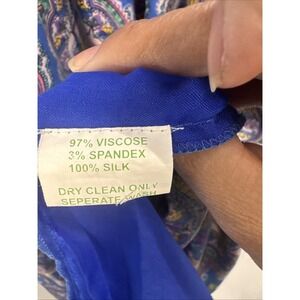 97% VISCOSE
3% SPANDEX
100% SILK
DRY CLEAN ONLY
SEPERATE WASH